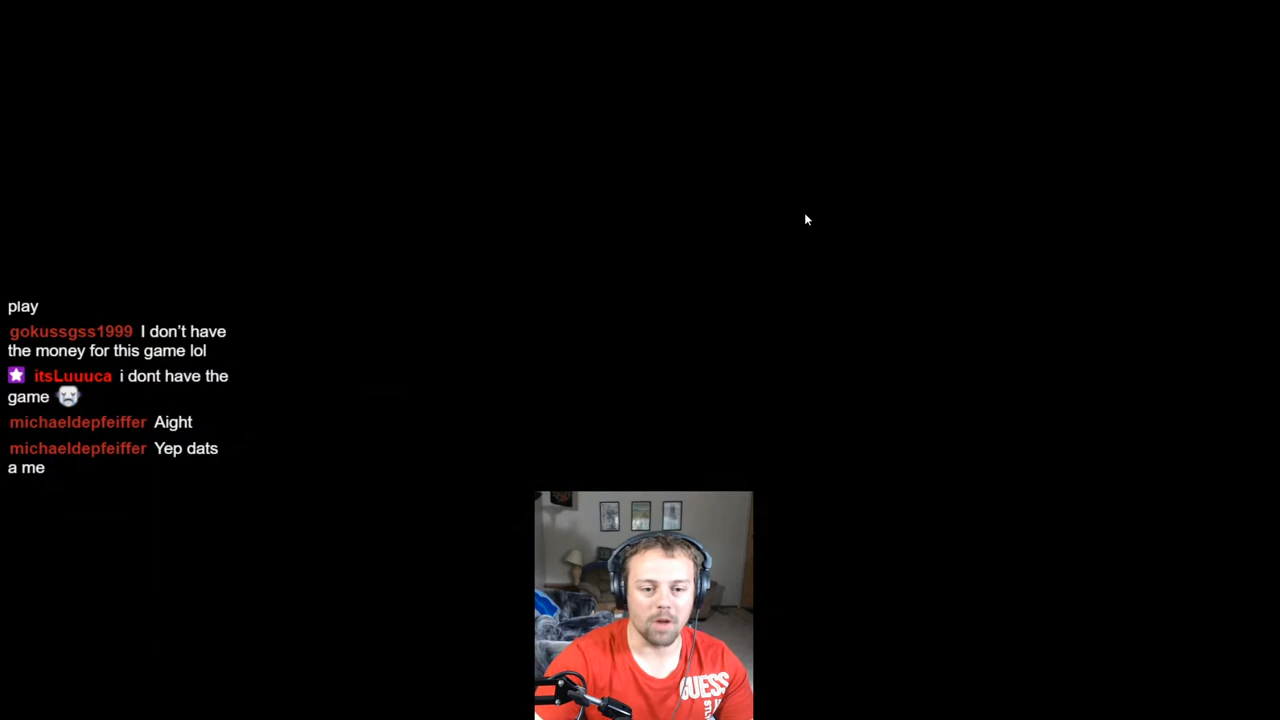 play
gokussgss1999 I don't have
the money for this game lol
itsLuuuca i dont have the
game
michaeldepfeiffer Aight
michaeldepfeiffer Yep dats
a me
GUESS